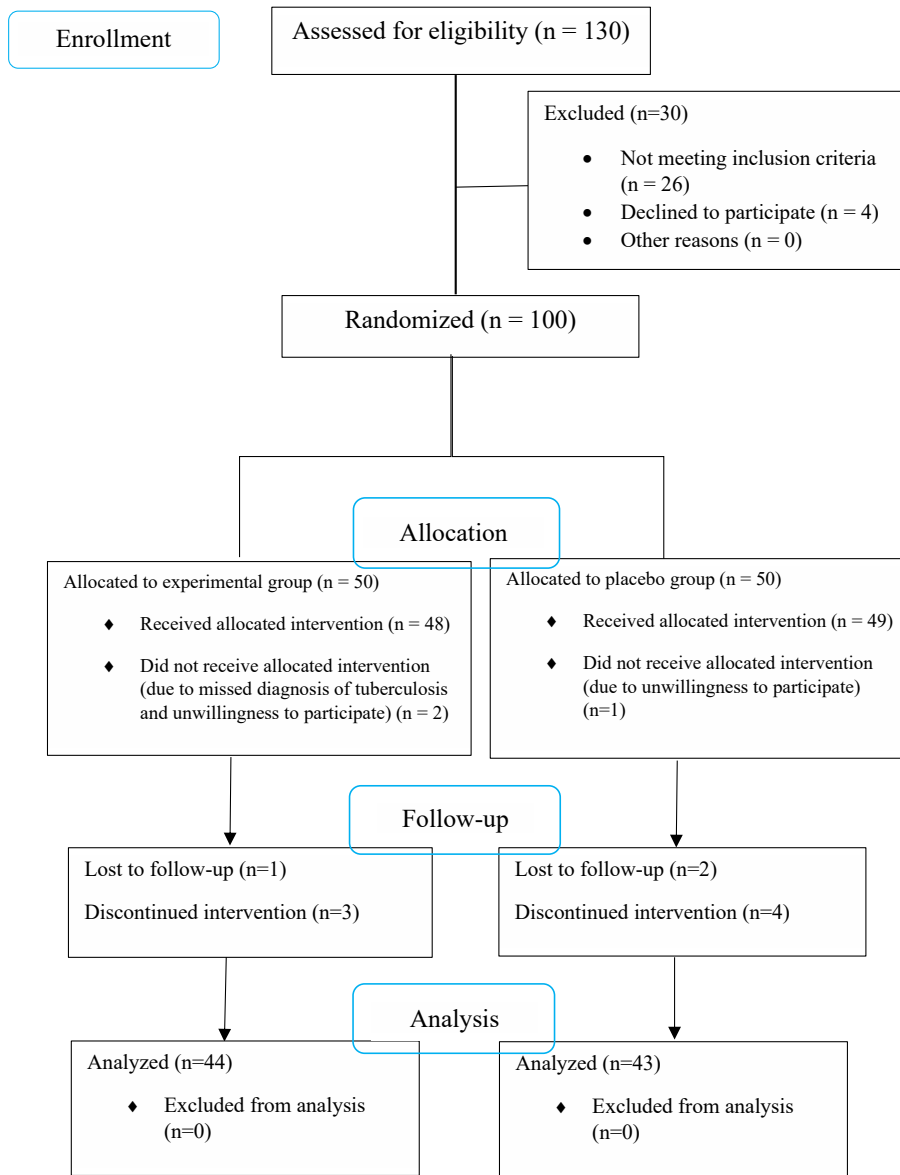 Enrollment
Assessed for eligibility (n = 130)
Excluded (n=30)
• Not meeting inclusion criteria
(n = 26)
• Declined to participate (n = 4)
• Other reasons (n = 0)
Randomized (n = 100)
Allocation
Allocated to experimental group (n = 50)
♦ Received allocated intervention (n = 48)
♦ Did not receive allocated intervention
(due to missed diagnosis of tuberculosis
and unwillingness to participate) (n = 2)
Allocated to placebo group (n = 50)
♦ Received allocated intervention (n = 49)
♦ Did not receive allocated intervention
(due to unwillingness to participate)
(n=1)
Follow-up
Lost to follow-up (n=1)
Discontinued intervention (n=3)
Lost to follow-up (n=2)
Discontinued intervention (n=4)
Analysis
Analyzed (n=44)
♦ Excluded from analysis
(n=0)
Analyzed (n=43)
♦ Excluded from analysis
(n=0)